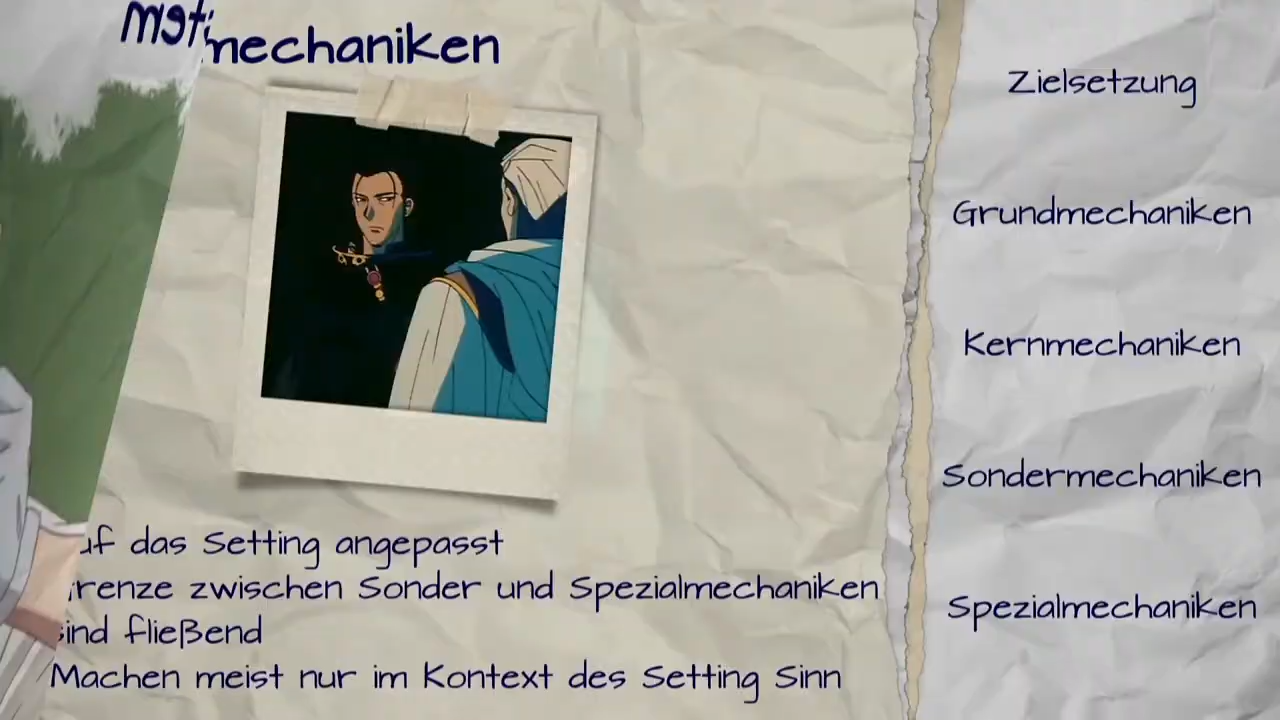 mechaniken
uf das Setting angepasst
renze zwischen Sonder und Spezialmechaniken
ind fließend
Machen meist nur im Kontext des Setting Sinn
Zielsetzung
Grundmechaniken
Kernmechaniken
Sondermechaniken
Spezialmechaniken